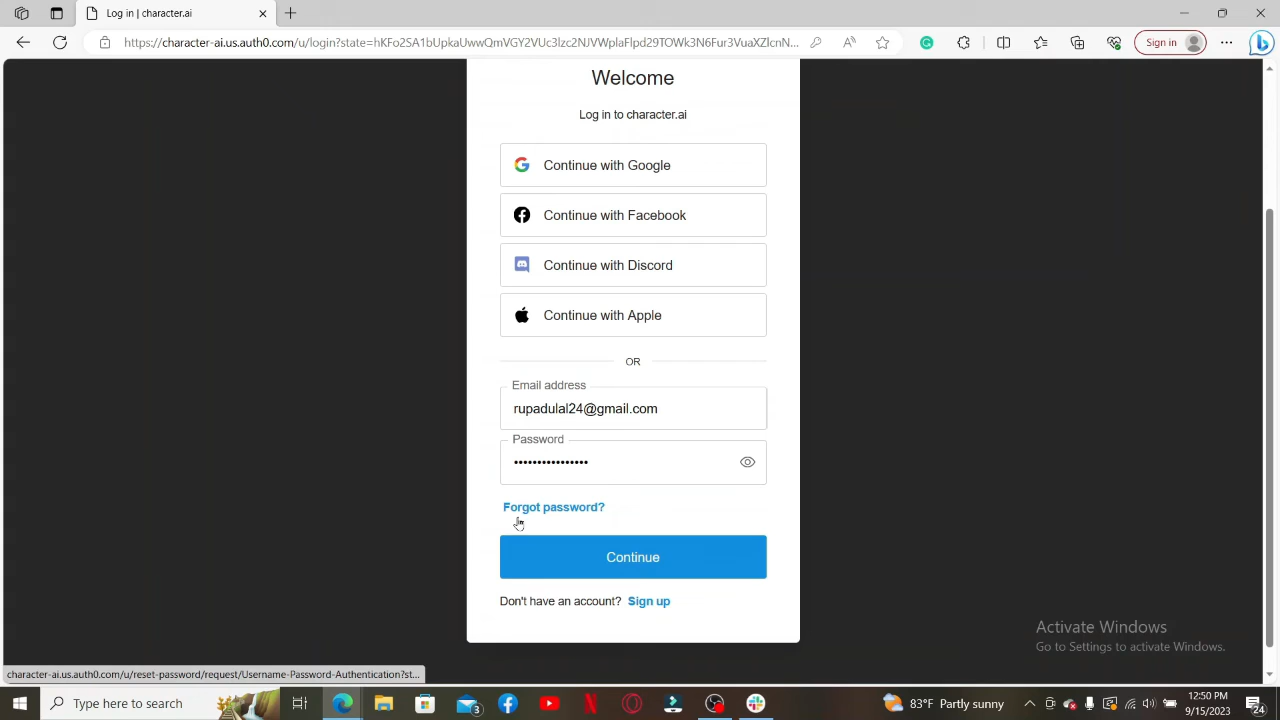 Log in | character.ai
https://character-ai.us.auth0.com/u/login?state=hKFo2SA1bUpkaUwwQmVGY2VUc3lzc2NJVWplaFlpd29TOWk3N6Fur3VuaXZlcnN...
Sign in
Welcome
Log in to character.ai
Continue with Google
Continue with Facebook
Continue with Discord
Continue with Apple
OR
Email address
rupadulal24@gmail.com
Password
••••••••••••••••
Forgot password?
Continue
Don't have an account? Sign up
Activate Windows
Go to Settings to activate Windows.
character-ai.us.auth0.com/u/reset-password/request/Username-Password-Authentication?st...
Type here to search
3
83°F Partly sunny
12:50 PM
9/15/2023
24